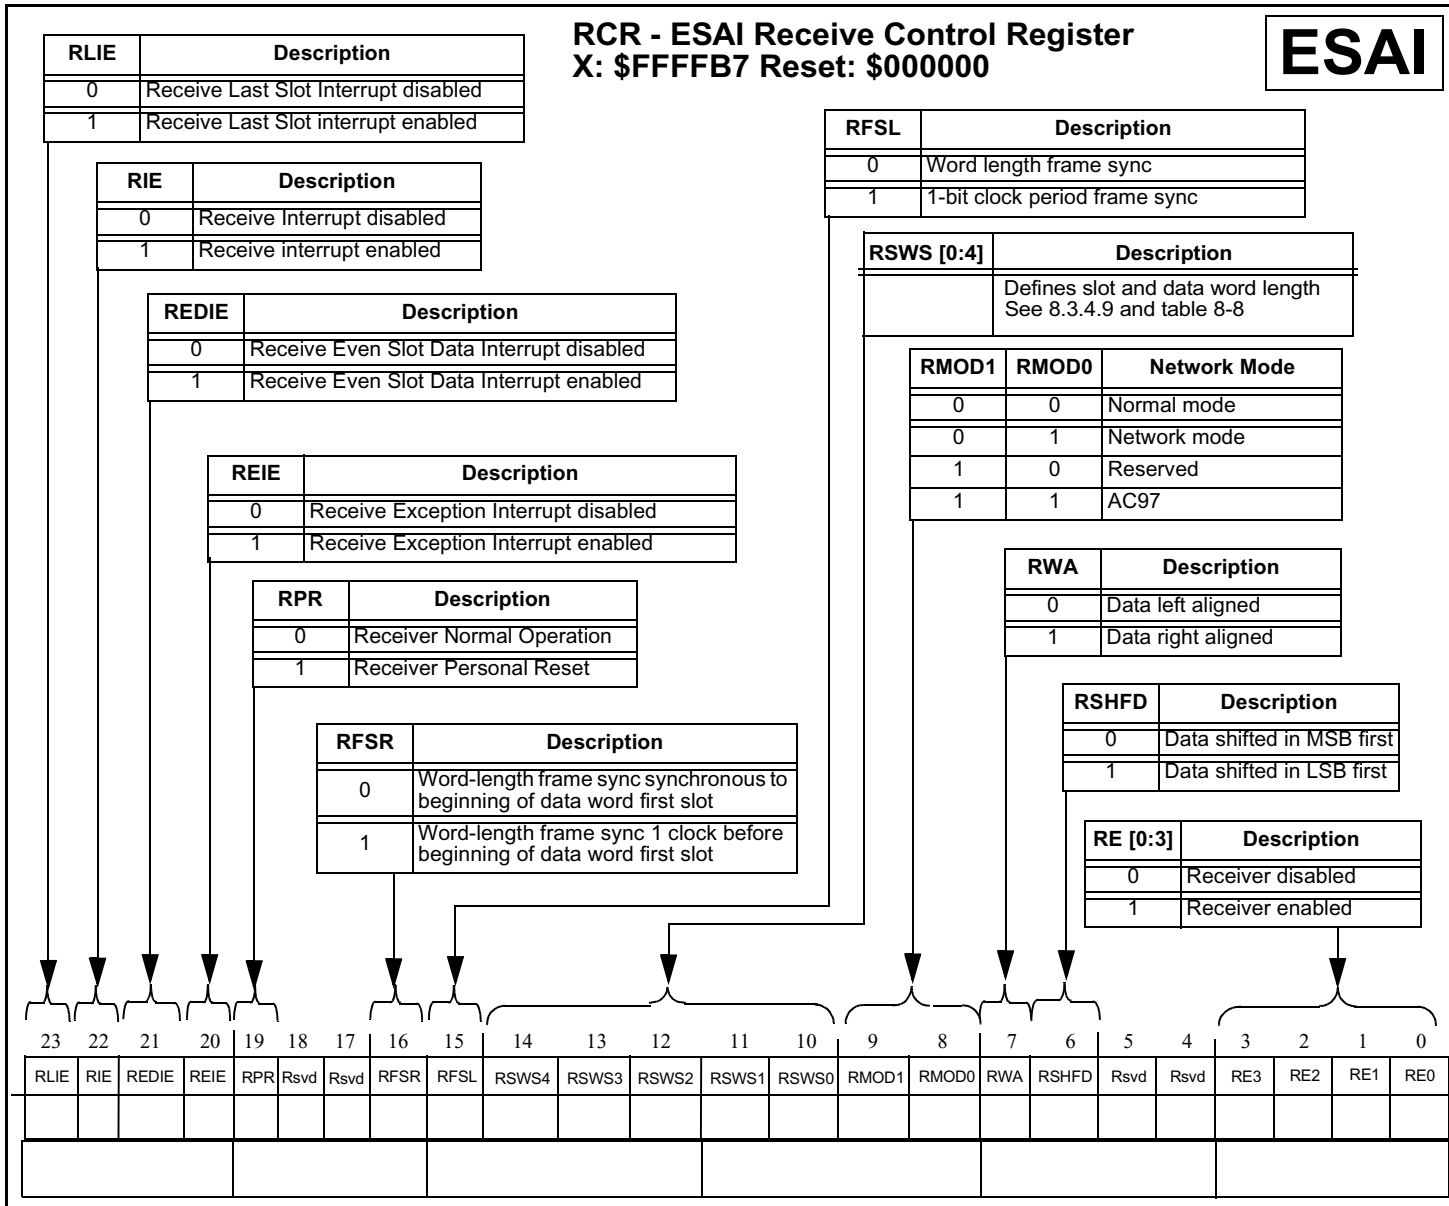 RCR - ESAI Receive Control Register
X: $FFFFB7 Reset: $000000
ESAI
RLIE Description
0 Receive Last Slot Interrupt disabled
1 Receive Last Slot interrupt enabled
RIE Description
0 Receive Interrupt disabled
1 Receive interrupt enabled
REDIE Description
0 Receive Even Slot Data Interrupt disabled
1 Receive Even Slot Data Interrupt enabled
REIE Description
0 Receive Exception Interrupt disabled
1 Receive Exception Interrupt enabled
RPR Description
0 Receiver Normal Operation
1 Receiver Personal Reset
RFSR Description
0 Word-length frame sync synchronous to
beginning of data word first slot
1 Word-length frame sync 1 clock before
beginning of data word first slot
RFSL Description
0 Word length frame sync
1 1-bit clock period frame sync
RSWS [0:4] Description
Defines slot and data word length
See 8.3.4.9 and table 8-8
RMOD1 RMOD0 Network Mode
0 0 Normal mode
0 1 Network mode
1 0 Reserved
1 1 AC97
RWA Description
0 Data left aligned
1 Data right aligned
RSHFD Description
0 Data shifted in MSB first
1 Data shifted in LSB first
RE [0:3] Description
0 Receiver disabled
1 Receiver enabled
23 22 21 20 19 18 17 16 15 14 13 12 11 10 9 8 7 6 5 4 3 2 1 0
RLIE RIE REDIE REIE RPR Rsvd Rsvd RFSR RFSL RSWS4 RSWS3 RSWS2 RSWS1 RSWS0 RMOD1 RMOD0 RWA RSHFD Rsvd Rsvd RE3 RE2 RE1 RE0